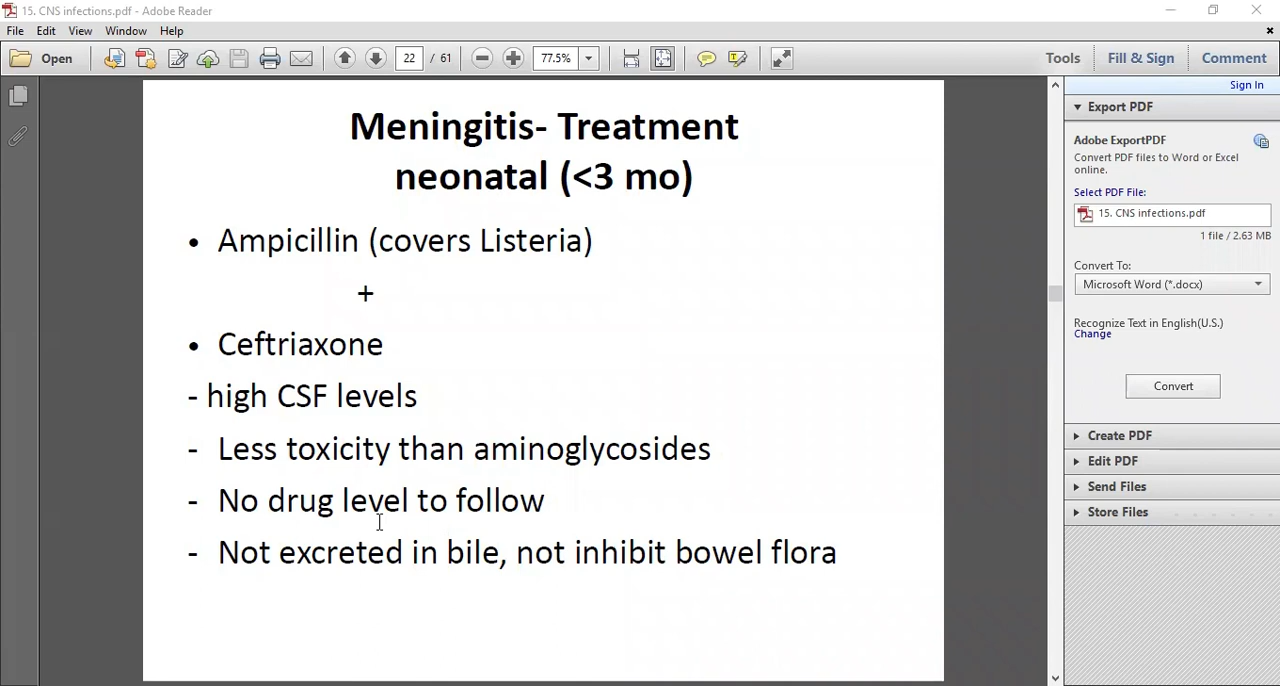 15. CNS infections.pdf - Adobe Reader
File Edit View Window Help
Open 22 / 61 77.5% Tools Fill & Sign Comment
Sign In
Meningitis- Treatment
neonatal (<3 mo)
• Ampicillin (covers Listeria)
+
• Ceftriaxone
- high CSF levels
- Less toxicity than aminoglycosides
- No drug level to follow
- Not excreted in bile, not inhibit bowel flora
Export PDF
Adobe ExportPDF
Convert PDF files to Word or Excel
online.
Select PDF File:
15. CNS infections.pdf
1 file / 2.63 MB
Convert To:
Microsoft Word (*.docx)
Recognize Text in English(U.S.)
Change
Convert
Create PDF
Edit PDF
Send Files
Store Files